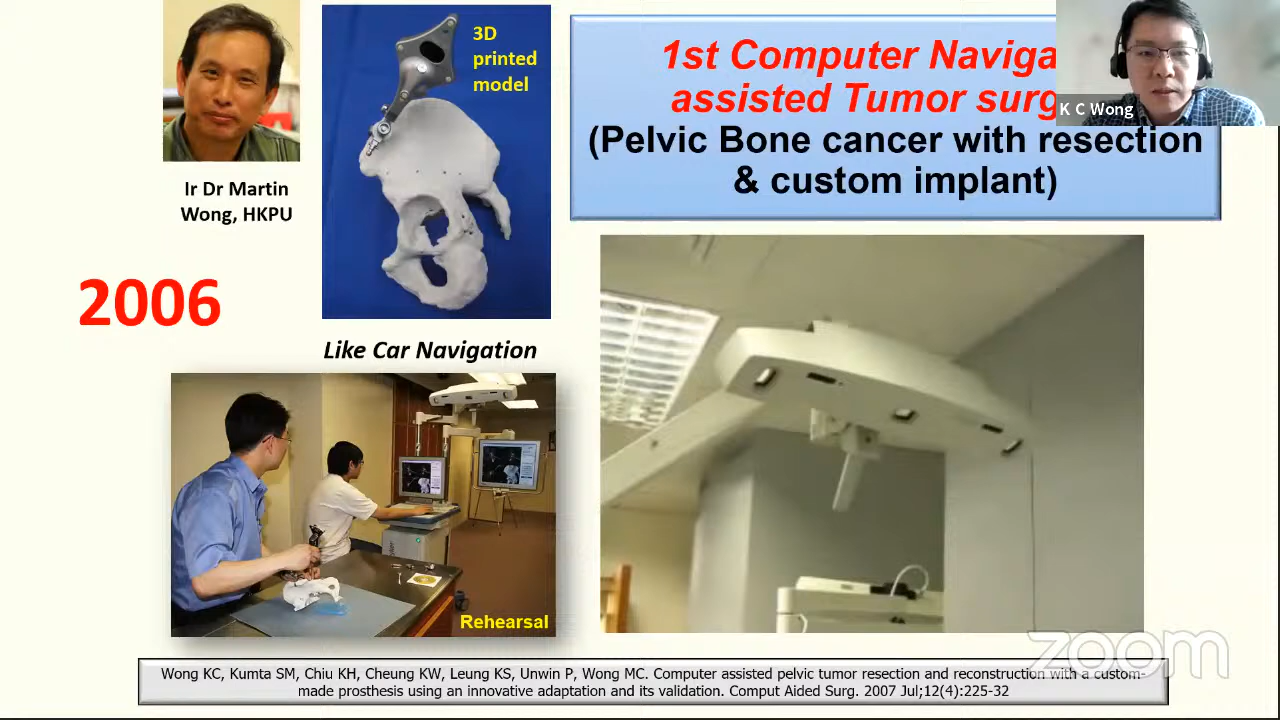 3D
printed
model
1st Computer Naviga
assisted Tumor surg
(Pelvic Bone cancer with resection
& custom implant)
K C Wong
Ir Dr Martin
Wong, HKPU
2006
Like Car Navigation
Rehearsal
zoom
Wong KC, Kumta SM, Chiu KH, Cheung KW, Leung KS, Unwin P, Wong MC. Computer assisted pelvic tumor resection and reconstruction with a custom-
made prosthesis using an innovative adaptation and its validation. Comput Aided Surg. 2007 Jul;12(4):225-32